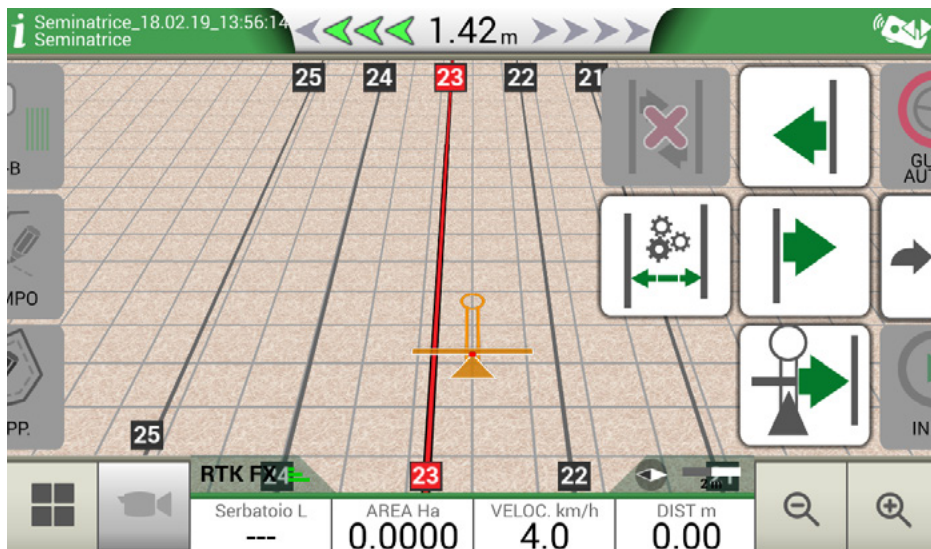 Seminatrice_18.02.19_13:56:14
Seminatrice
1.42 m
25 24 23 22 21
-B
GU
AUT
MPO
25
PP.
IN
RTK FX
23
22
2m
Serbatoio L
AREA Ha
VELOC. km/h
DIST m
---
0.0000
4.0
0.00